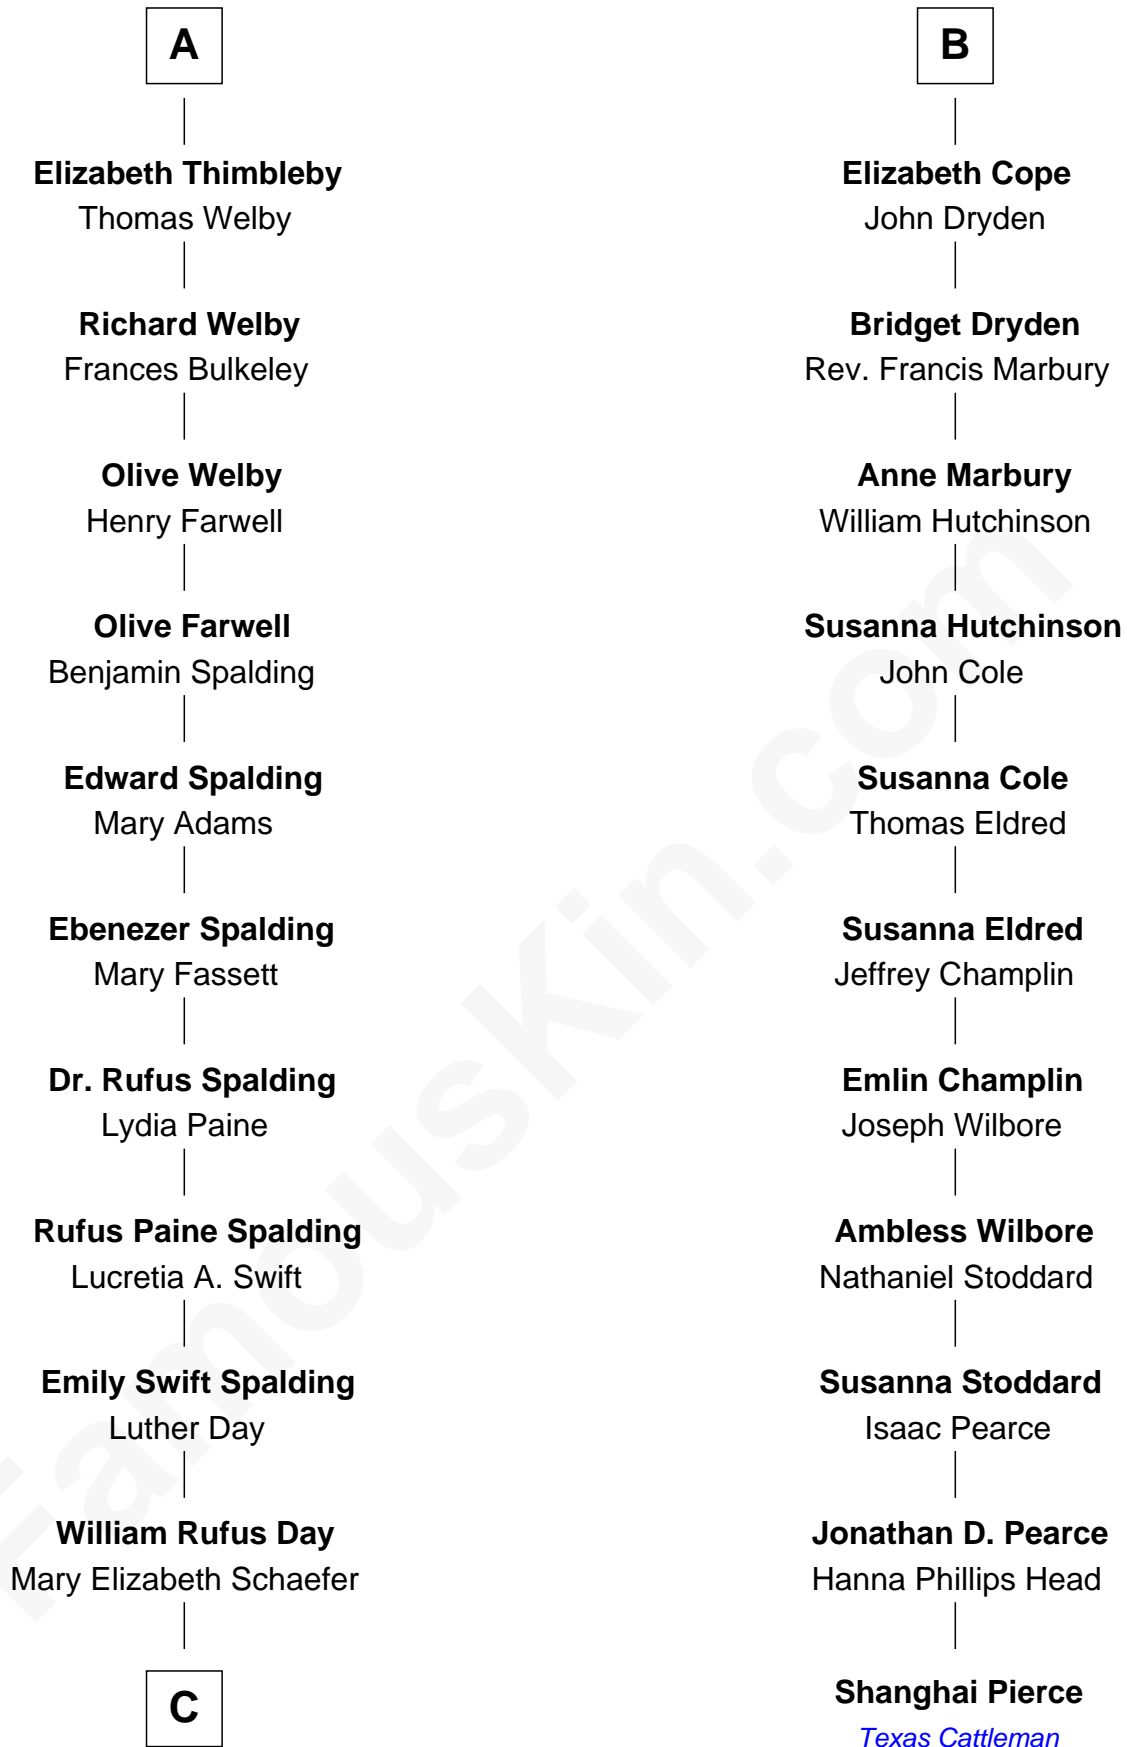 A
Elizabeth Thimbleby
Thomas Welby
Richard Welby
Frances Bulkeley
Olive Welby
Henry Farwell
Olive Farwell
Benjamin Spalding
Edward Spalding
Mary Adams
Ebenezer Spalding
Mary Fassett
Dr. Rufus Spalding
Lydia Paine
Rufus Paine Spalding
Lucretia A. Swift
Emily Swift Spalding
Luther Day
William Rufus Day
Mary Elizabeth Schaefer
C
B
Elizabeth Cope
John Dryden
Bridget Dryden
Rev. Francis Marbury
Anne Marbury
William Hutchinson
Susanna Hutchinson
John Cole
Susanna Cole
Thomas Eldred
Susanna Eldred
Jeffrey Champlin
Emlin Champlin
Joseph Wilbore
Ambless Wilbore
Nathaniel Stoddard
Susanna Stoddard
Isaac Pearce
Jonathan D. Pearce
Hanna Phillips Head
Shanghai Pierce
Texas Cattleman
FamousKin.com